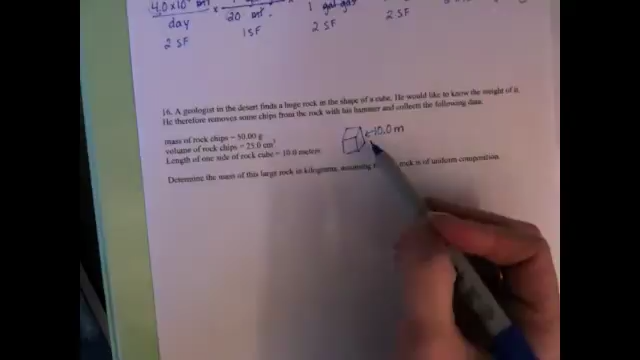 4.0 x 10
day x 20 1 gal gas
2 SF 1 SF 2 SF 2 SF
16. A geologist in the desert finds a huge rock in the shape of a cube. He would like to know the weight of it.
He therefore removes some chips from the rock with his hammer and collects the following data.
mass of rock chips = 50.00 g
volume of rock chips = 25.0 cm³
Length of one side of rock cube = 10.0 meters
10.0 m
Determine the mass of this large rock in kilograms, assuming rock is of uniform composition.